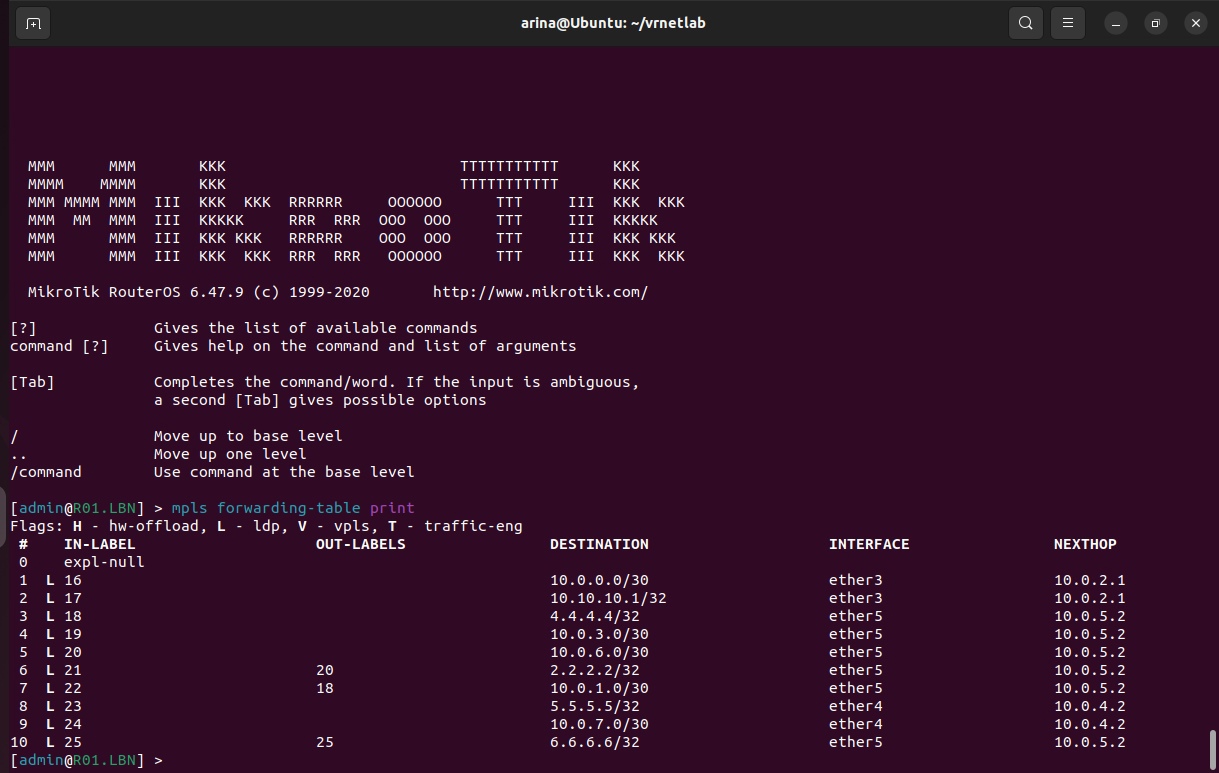 arina@Ubuntu: ~/vrnetlab
  MMM      MMM       KKK                          TTTTTTTTTTT      KKK
  MMMM    MMMM       KKK                          TTTTTTTTTTT      KKK
  MMM MMMM MMM  III  KKK  KKK  RRRRRR     OOOOOO      TTT     III  KKK  KKK
  MMM  MM  MMM  III  KKKKK     RRR  RRR  OOO  OOO     TTT     III  KKKKK
  MMM      MMM  III  KKK KKK   RRRRRR    OOO  OOO     TTT     III  KKK KKK
  MMM      MMM  III  KKK  KKK  RRR  RRR   OOOOOO      TTT     III  KKK  KKK
  MikroTik RouterOS 6.47.9 (c) 1999-2020       http://www.mikrotik.com/
[?]             Gives the list of available commands
command [?]     Gives help on the command and list of arguments
[Tab]           Completes the command/word. If the input is ambiguous,
                a second [Tab] gives possible options
/               Move up to base level
..              Move up one level
/command        Use command at the base level
[admin@R01.LBN] > mpls forwarding-table print
Flags: H - hw-offload, L - ldp, V - vpls, T - traffic-eng
 #    IN-LABEL                    OUT-LABELS                DESTINATION                    INTERFACE                NEXTHOP
 0    expl-null
 1  L 16                                                    10.0.0.0/30                    ether3                   10.0.2.1
 2  L 17                                                    10.10.10.1/32                  ether3                   10.0.2.1
 3  L 18                                                    4.4.4.4/32                     ether5                   10.0.5.2
 4  L 19                                                    10.0.3.0/30                    ether5                   10.0.5.2
 5  L 20                                                    10.0.6.0/30                    ether5                   10.0.5.2
 6  L 21                          20                        2.2.2.2/32                     ether5                   10.0.5.2
 7  L 22                          18                        10.0.1.0/30                    ether5                   10.0.5.2
 8  L 23                                                    5.5.5.5/32                     ether4                   10.0.4.2
 9  L 24                                                    10.0.7.0/30                    ether4                   10.0.4.2
10  L 25                          25                        6.6.6.6/32                     ether5                   10.0.5.2
[admin@R01.LBN] >